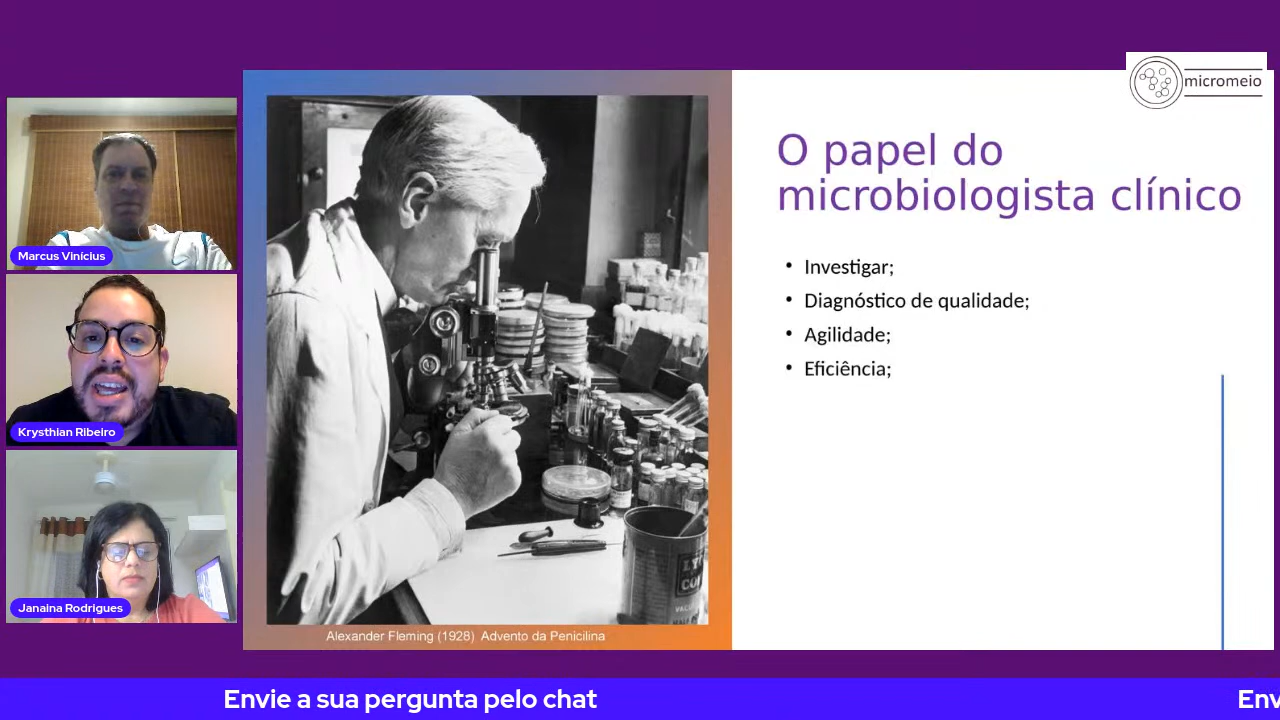 micromeio
O papel do
microbiologista clínico
• Investigar;
• Diagnóstico de qualidade;
• Agilidade;
• Eficiência;
Marcus Vinícius
Krysthian Ribeiro
Janaina Rodrigues
Alexander Fleming (1928) Advento da Penicilina
Envie a sua pergunta pelo chat
Env